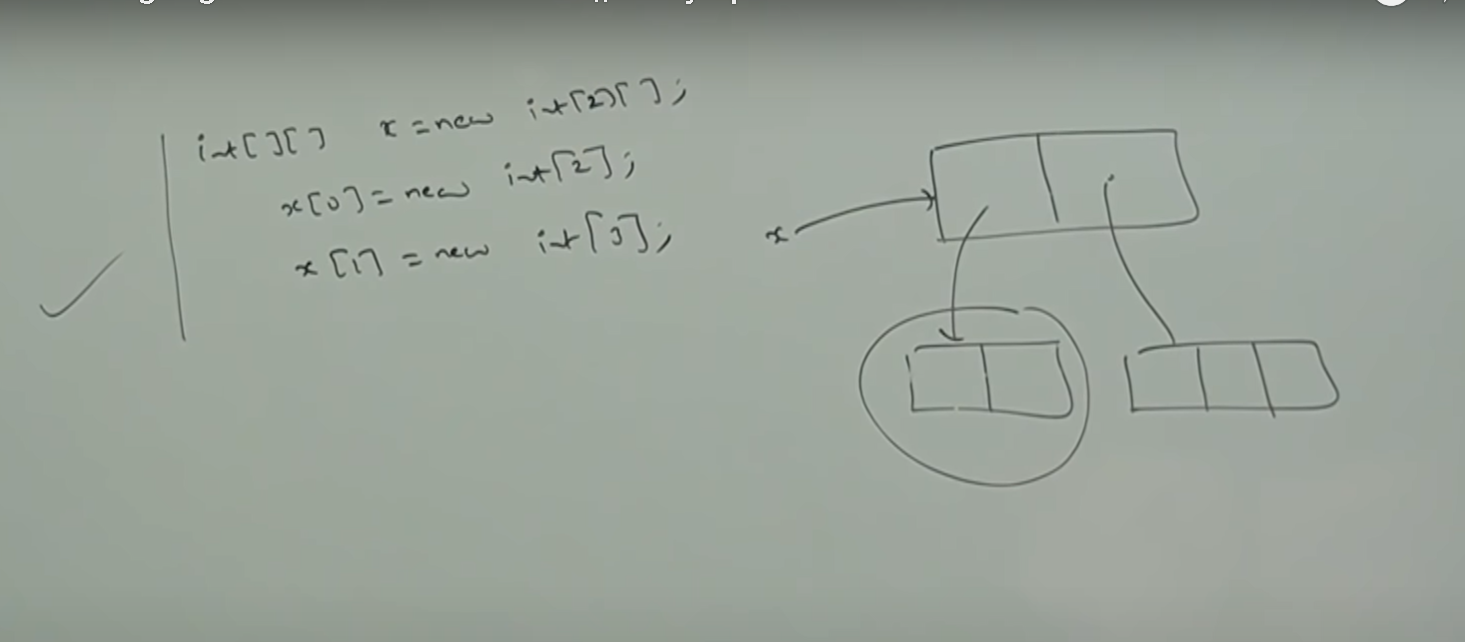 int[][] x = new int[2][];
x[0] = new int[2];
x[1] = new int[3];
x